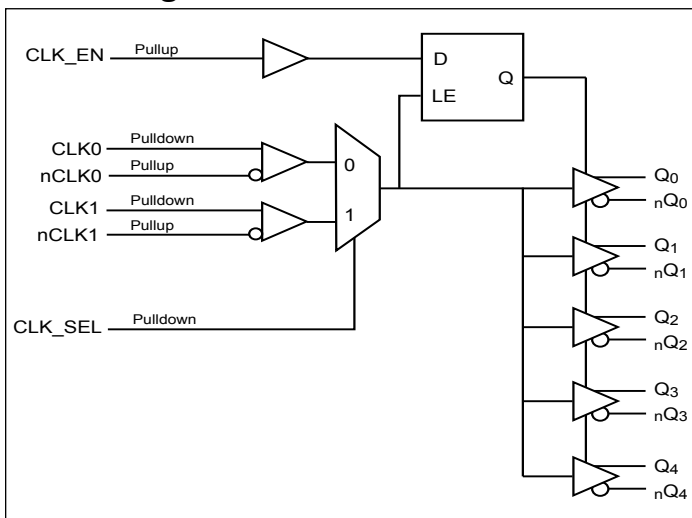 CLK_EN Pullup
D
Q
LE
CLK0 Pulldown
nCLK0 Pullup
0
CLK1 Pulldown
1
nCLK1 Pullup
CLK_SEL Pulldown
Q0
nQ0
Q1
nQ1
Q2
nQ2
Q3
nQ3
Q4
nQ4